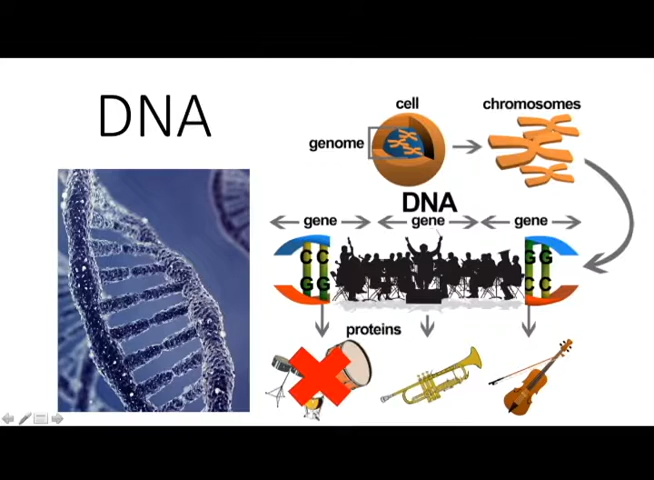 DNA
cell
chromosomes
genome
DNA
gene gene gene
C C G G
G G C C
proteins